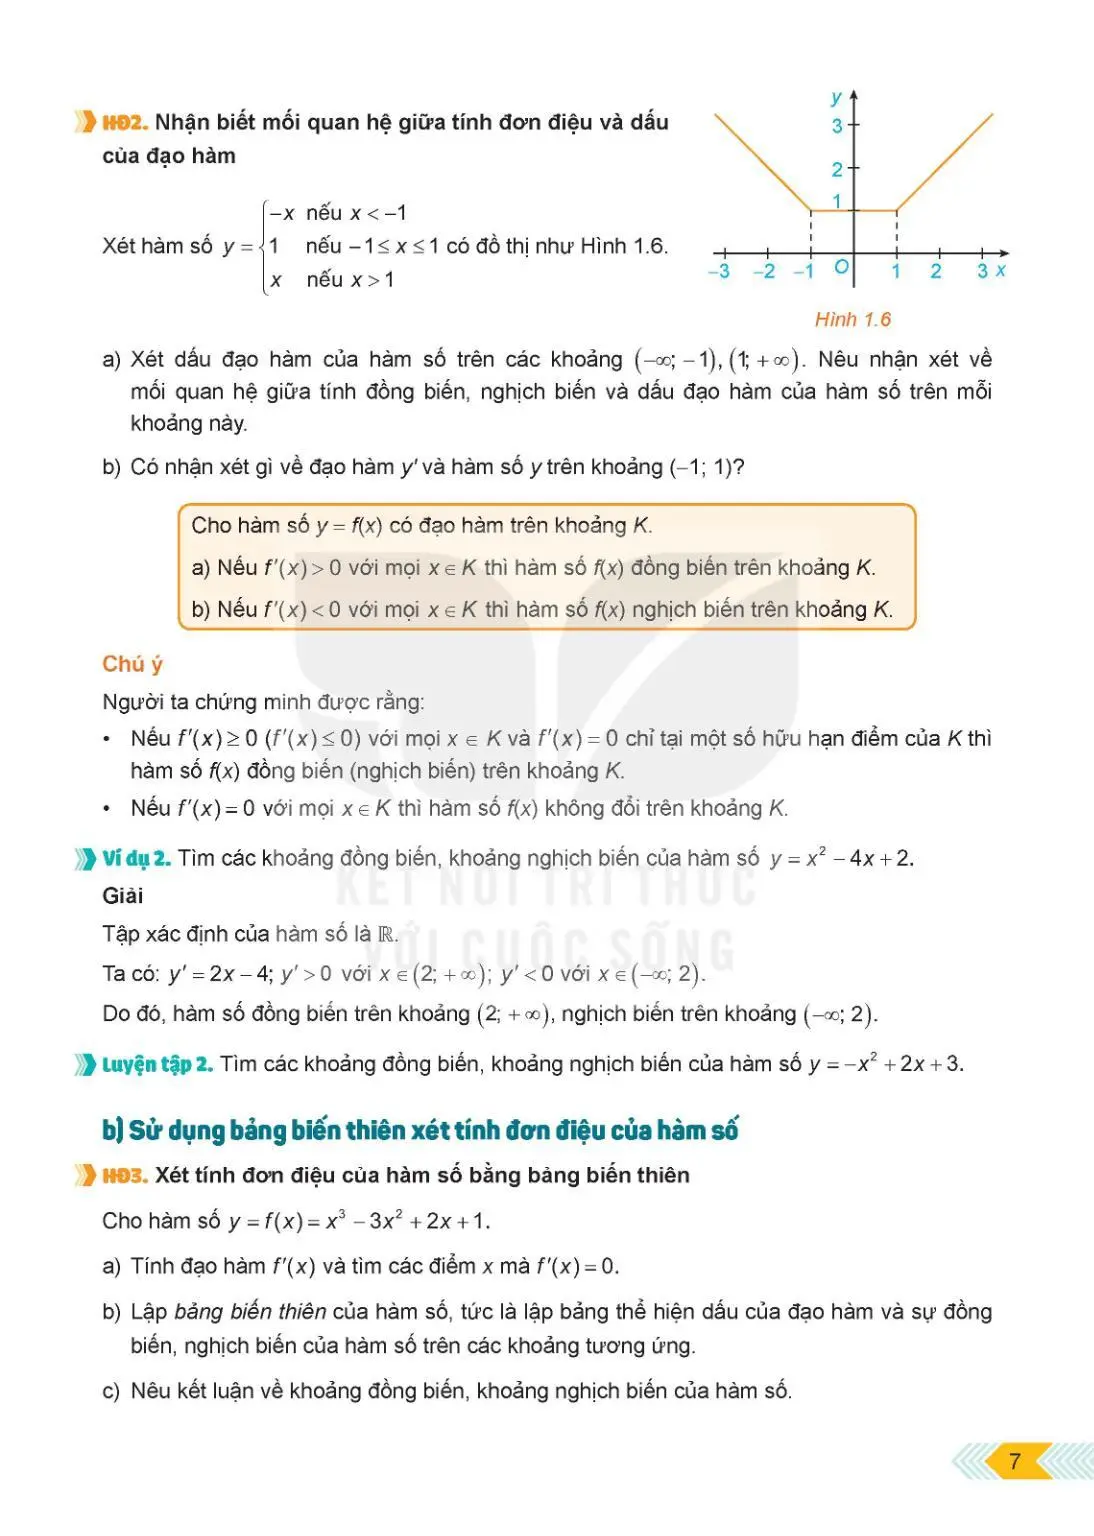 HĐ2. Nhận biết mối quan hệ giữa tính đơn điệu và dấu
của đạo hàm
−x nếu x < −1
Xét hàm số y = { 1 nếu −1 ≤ x ≤ 1 có đồ thị như Hình 1.6.
x nếu x > 1
y
3
2
1
−3 −2 −1 O 1 2 3 x
Hình 1.6
a) Xét dấu đạo hàm của hàm số trên các khoảng (−∞; −1), (1; +∞). Nêu nhận xét về
mối quan hệ giữa tính đồng biến, nghịch biến và dấu đạo hàm của hàm số trên mỗi
khoảng này.
b) Có nhận xét gì về đạo hàm y′ và hàm số y trên khoảng (−1; 1)?
Cho hàm số y = f(x) có đạo hàm trên khoảng K.
a) Nếu f′(x) > 0 với mọi x ∈ K thì hàm số f(x) đồng biến trên khoảng K.
b) Nếu f′(x) < 0 với mọi x ∈ K thì hàm số f(x) nghịch biến trên khoảng K.
Chú ý
Người ta chứng minh được rằng:
• Nếu f′(x) ≥ 0 (f′(x) ≤ 0) với mọi x ∈ K và f′(x) = 0 chỉ tại một số hữu hạn điểm của K thì
hàm số f(x) đồng biến (nghịch biến) trên khoảng K.
• Nếu f′(x) = 0 với mọi x ∈ K thì hàm số f(x) không đổi trên khoảng K.
Ví dụ 2. Tìm các khoảng đồng biến, khoảng nghịch biến của hàm số y = x² − 4x + 2.
KẾT NỐI TRI THỨC
Giải
Tập xác định của hàm số là ℝ.
VỚI CUỘC SỐNG
Ta có: y′ = 2x − 4; y′ > 0 với x ∈ (2; +∞); y′ < 0 với x ∈ (−∞; 2).
Do đó, hàm số đồng biến trên khoảng (2; +∞), nghịch biến trên khoảng (−∞; 2).
Luyện tập 2. Tìm các khoảng đồng biến, khoảng nghịch biến của hàm số y = −x² + 2x + 3.
b) Sử dụng bảng biến thiên xét tính đơn điệu của hàm số
HĐ3. Xét tính đơn điệu của hàm số bằng bảng biến thiên
Cho hàm số y = f(x) = x³ − 3x² + 2x + 1.
a) Tính đạo hàm f′(x) và tìm các điểm x mà f′(x) = 0.
b) Lập bảng biến thiên của hàm số, tức là lập bảng thể hiện dấu của đạo hàm và sự đồng
biến, nghịch biến của hàm số trên các khoảng tương ứng.
c) Nêu kết luận về khoảng đồng biến, khoảng nghịch biến của hàm số.
7